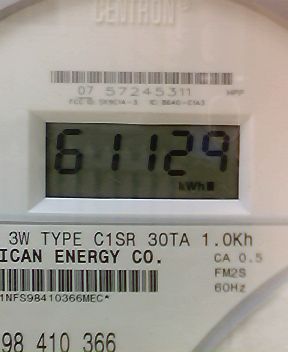 CENTRON®
07 57245311 HPF
61129
kWh
3W TYPE C1SR 30TA 1.0Kh
ICAN ENERGY CO. CA 0.5
FM2S
1NFS98410366MEC* 60Hz
98 410 366